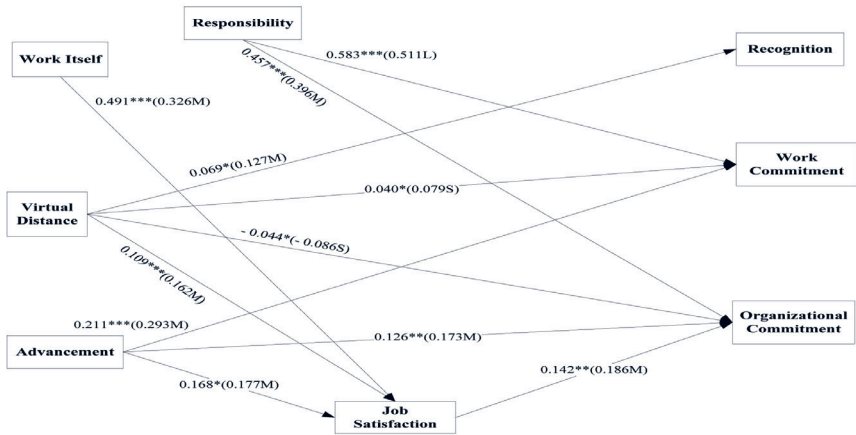 Responsibility
Recognition
Work Itself
0.583***(0.511L)
0.457***(0.396M)
0.491***(0.326M)
Work
Commitment
0.069*(0.127M)
0.040*(0.079S)
Virtual
Distance
- 0.044*(- 0.086S)
0.109***(0.162M)
Organizational
Commitment
0.211***(0.293M)
0.126**(0.173M)
Advancement
0.142**(0.186M)
0.168*(0.177M)
Job
Satisfaction